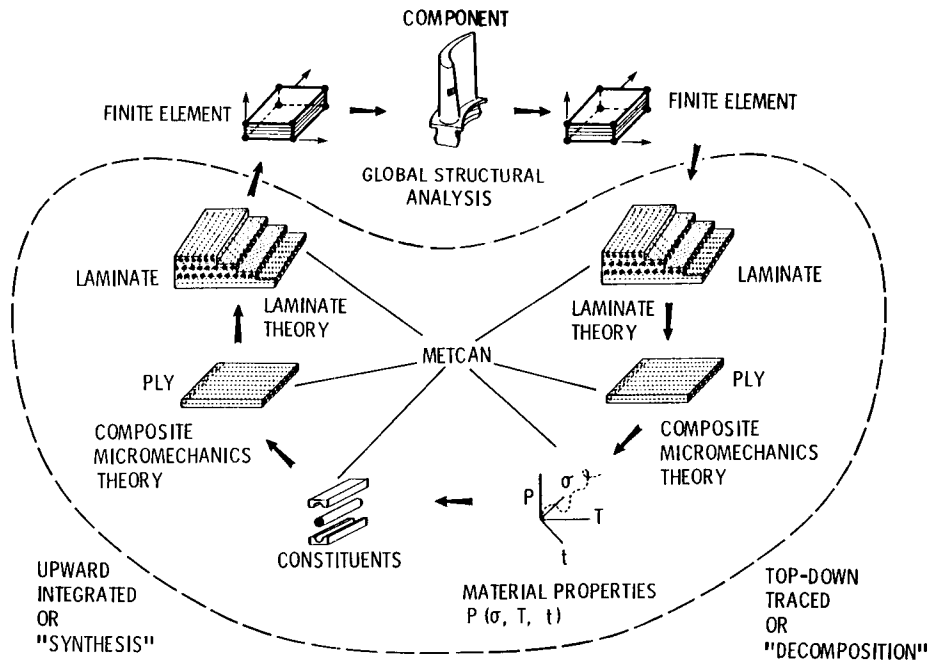 COMPONENT
FINITE ELEMENT
FINITE ELEMENT
GLOBAL STRUCTURAL
ANALYSIS
LAMINATE
LAMINATE
THEORY
LAMINATE
LAMINATE
THEORY
METCAN
PLY
PLY
COMPOSITE
MICROMECHANICS
THEORY
COMPOSITE
MICROMECHANICS
THEORY
P
σ
T
t
CONSTITUENTS
MATERIAL PROPERTIES
P (σ, T, t)
UPWARD
INTEGRATED
OR
"SYNTHESIS"
TOP-DOWN
TRACED
OR
"DECOMPOSITION"